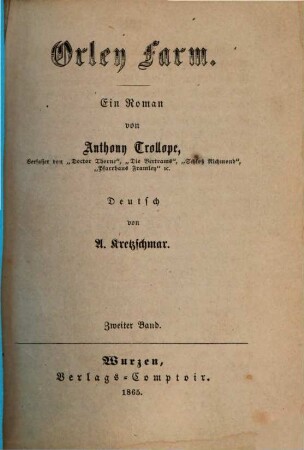 Orley Farm.
Ein Roman
von
Anthony Trollope,
Verfasser von „Doctor Thorne“, „Die Bertrams“, „Schloß Richmond“,
„Pfarrhaus Framley“ ꝛc.
Deutsch
von
A. Kretzschmar.
Zweiter Band.
Wurzen,
Verlags-Comptoir.
1865.